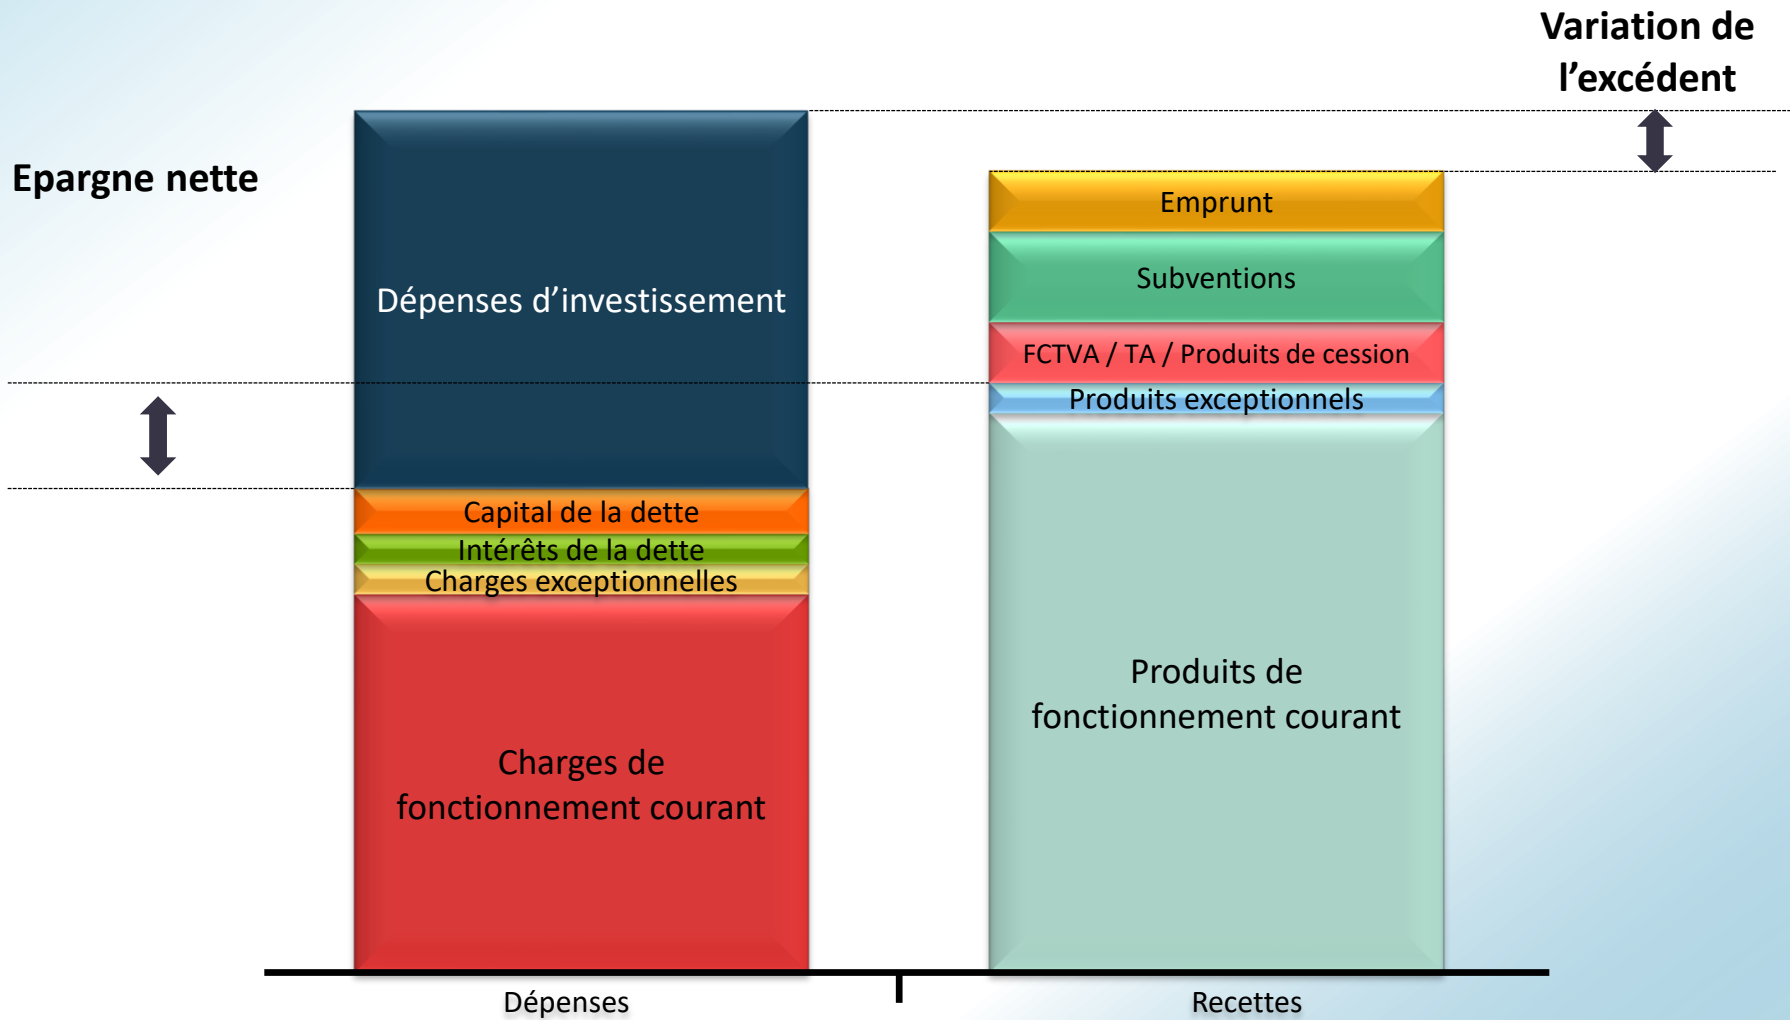 Variation de
l’excédent
Epargne nette
Dépenses d’investissement
Capital de la dette
Intérêts de la dette
Charges exceptionnelles
Charges de
fonctionnement courant
Dépenses
Emprunt
Subventions
FCTVA / TA / Produits de cession
Produits exceptionnels
Produits de
fonctionnement courant
Recettes